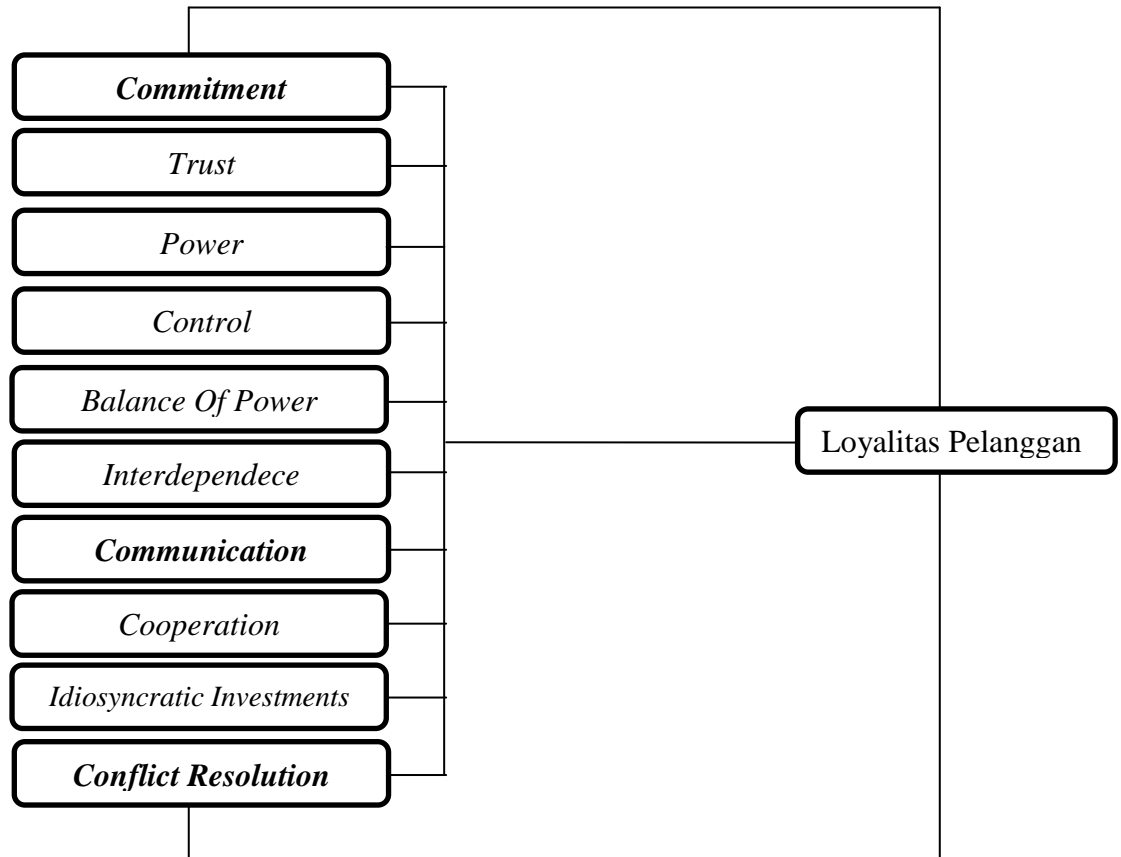 Commitment
Trust
Power
Control
Balance Of Power
Interdependece
Communication
Cooperation
Idiosyncratic Investments
Conflict Resolution
Loyalitas Pelanggan